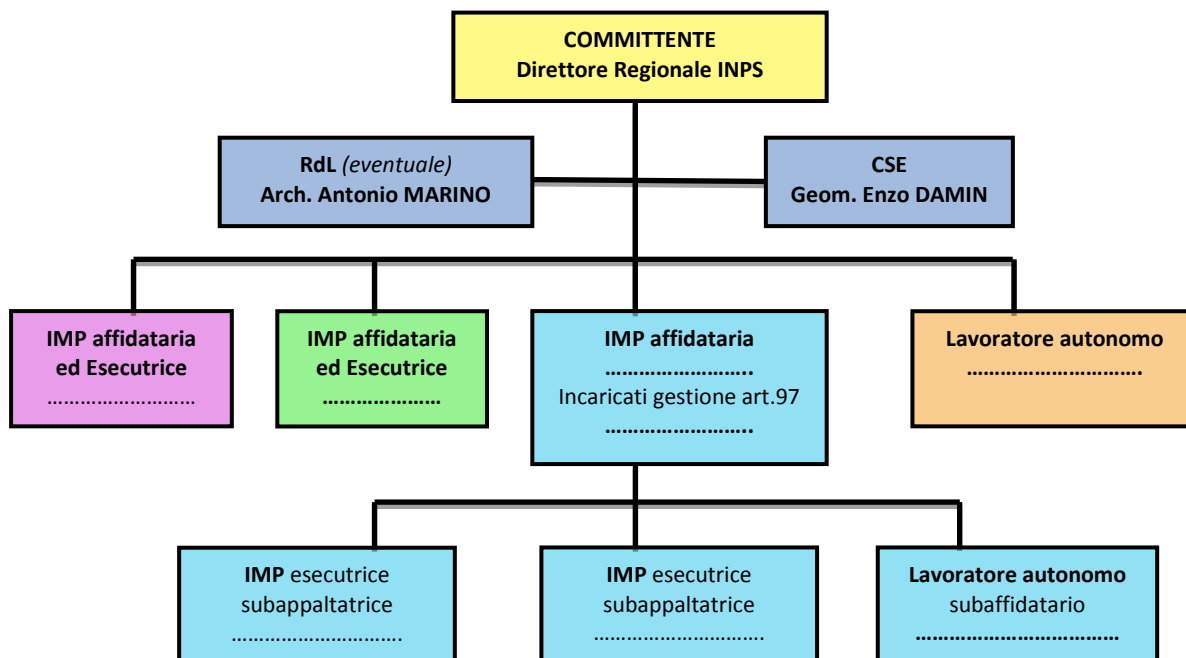 COMMITTENTE
Direttore Regionale INPS
RdL (eventuale)
Arch. Antonio MARINO
CSE
Geom. Enzo DAMIN
IMP affidataria
ed Esecutrice
………………………
IMP affidataria
ed Esecutrice
…………………
IMP affidataria
……………………..
Incaricati gestione art.97
……………………..
Lavoratore autonomo
……………………….
IMP esecutrice
subappaltatrice
……………………….
IMP esecutrice
subappaltatrice
……………………….
Lavoratore autonomo
subaffidatario
………………………………